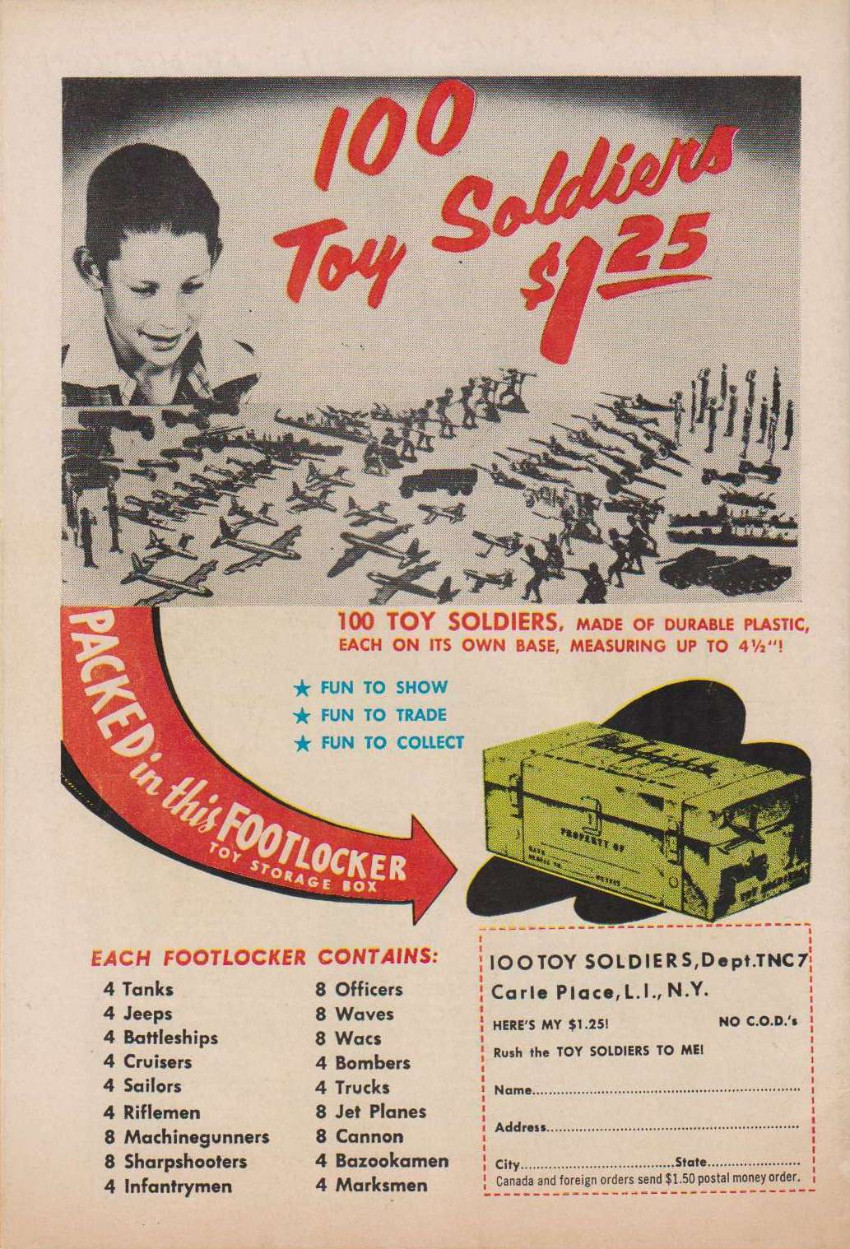 100
Toy Soldiers
$1.25
PACKED in this FOOTLOCKER
TOY STORAGE BOX
100 TOY SOLDIERS, MADE OF DURABLE PLASTIC,
EACH ON ITS OWN BASE, MEASURING UP TO 4½"!
★ FUN TO SHOW
★ FUN TO TRADE
★ FUN TO COLLECT
PROPERTY OF
EACH FOOTLOCKER CONTAINS:
4 Tanks
4 Jeeps
4 Battleships
4 Cruisers
4 Sailors
4 Riflemen
8 Machinegunners
8 Sharpshooters
4 Infantrymen
8 Officers
8 Waves
8 Wacs
4 Bombers
4 Trucks
8 Jet Planes
8 Cannon
4 Bazookamen
4 Marksmen
100 TOY SOLDIERS, Dept. TNC 7
Carle Place, L.I., N.Y.
HERE'S MY $1.25! NO C.O.D.'s
Rush the TOY SOLDIERS TO ME!
Name
Address
City State
Canada and foreign orders send $1.50 postal money order.